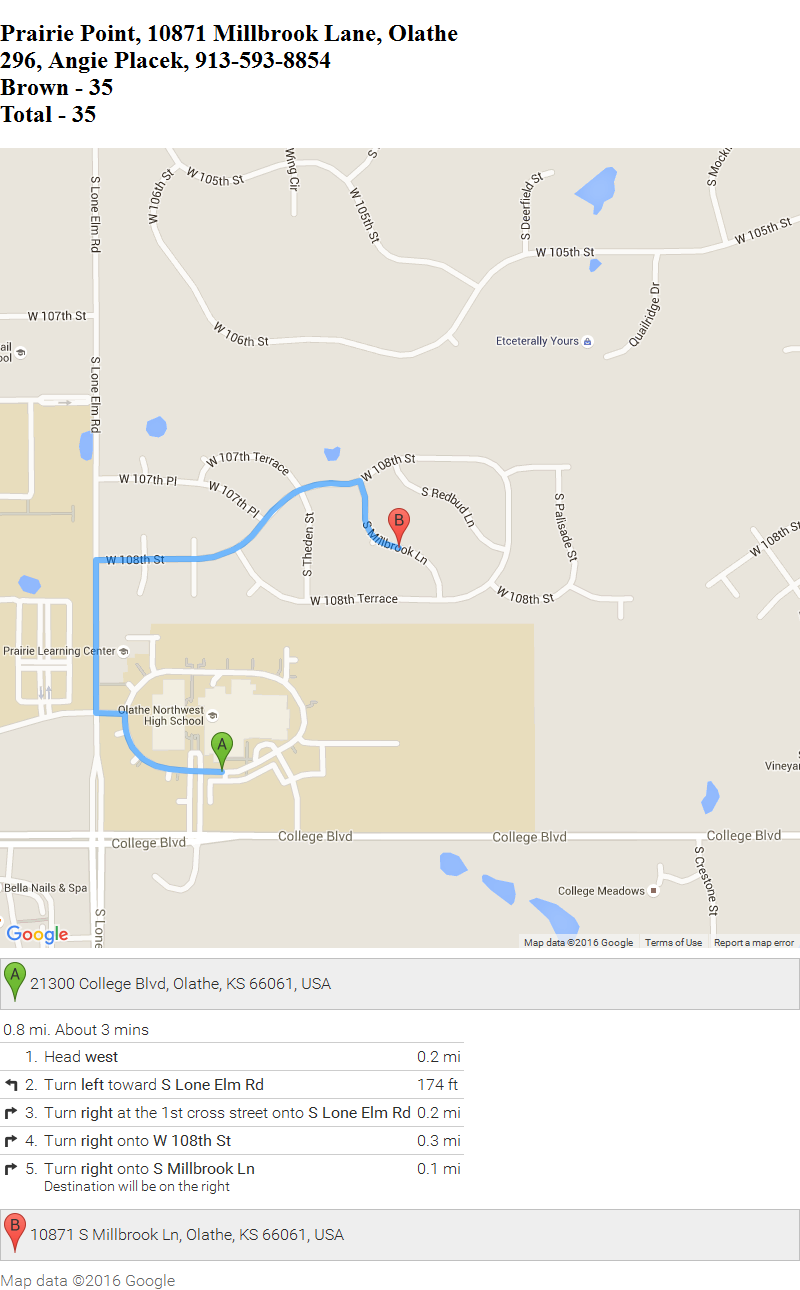 Prairie Point, 10871 Millbrook Lane, Olathe
296, Angie Placek, 913-593-8854
Brown - 35
Total - 35
W 105th St
Wing Cir
S Lone Elm Rd
W 106th St
W 105th St
S Deerfield St
W 105th St
W 105th St
W 107th St
W 106th St
Etceterally Yours
Quailridge Dr
S Lone Elm Rd
W 107th Terrace
W 108th St
W 107th Pl
W 107th Pl
S Redbud Ln
S Palisade St
B
S Millbrook Ln
S Theden St
W 108th St
W 108th St
W 108th Terrace
W 108th St
Prairie Learning Center
Olathe Northwest
High School
A
College Blvd
College Blvd
College Blvd
College Blvd
Bella Nails & Spa
College Meadows
S Crestone St
S Lone
Google
Map data ©2016 Google
Terms of Use
Report a map error
A
21300 College Blvd, Olathe, KS 66061, USA
0.8 mi. About 3 mins
1. Head west 0.2 mi
2. Turn left toward S Lone Elm Rd 174 ft
3. Turn right at the 1st cross street onto S Lone Elm Rd 0.2 mi
4. Turn right onto W 108th St 0.3 mi
5. Turn right onto S Millbrook Ln 0.1 mi
Destination will be on the right
B
10871 S Millbrook Ln, Olathe, KS 66061, USA
Map data ©2016 Google